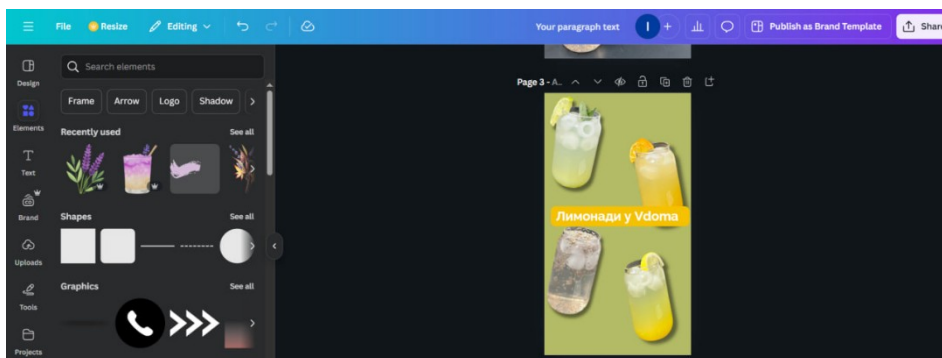 File Resize Editing Your paragraph text I + Publish as Brand Template Share
Design
Elements
Text
Brand
Uploads
Tools
Projects
Search elements
Frame Arrow Logo Shadow
Recently used See all
Shapes See all
Graphics See all
Page 3 - A...
Лимонади у Vdoma